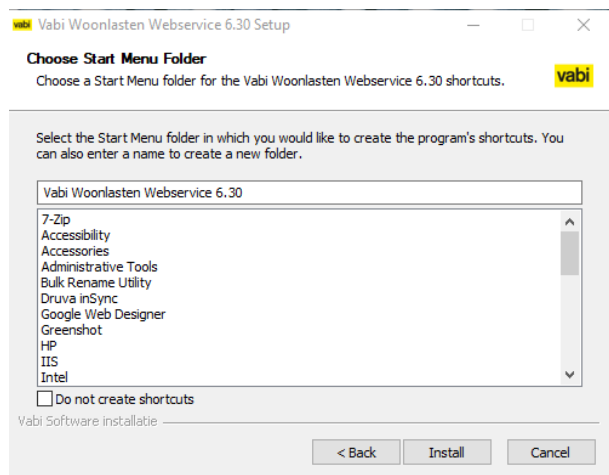 vabi Vabi Woonlasten Webservice 6.30 Setup
Choose Start Menu Folder
Choose a Start Menu folder for the Vabi Woonlasten Webservice 6.30 shortcuts.
vabi
Select the Start Menu folder in which you would like to create the program's shortcuts. You
can also enter a name to create a new folder.
Vabi Woonlasten Webservice 6.30
7-Zip
Accessibility
Accessories
Administrative Tools
Bulk Rename Utility
Druva inSync
Google Web Designer
Greenshot
HP
IIS
Intel
Do not create shortcuts
Vabi Software installatie
< Back Install Cancel